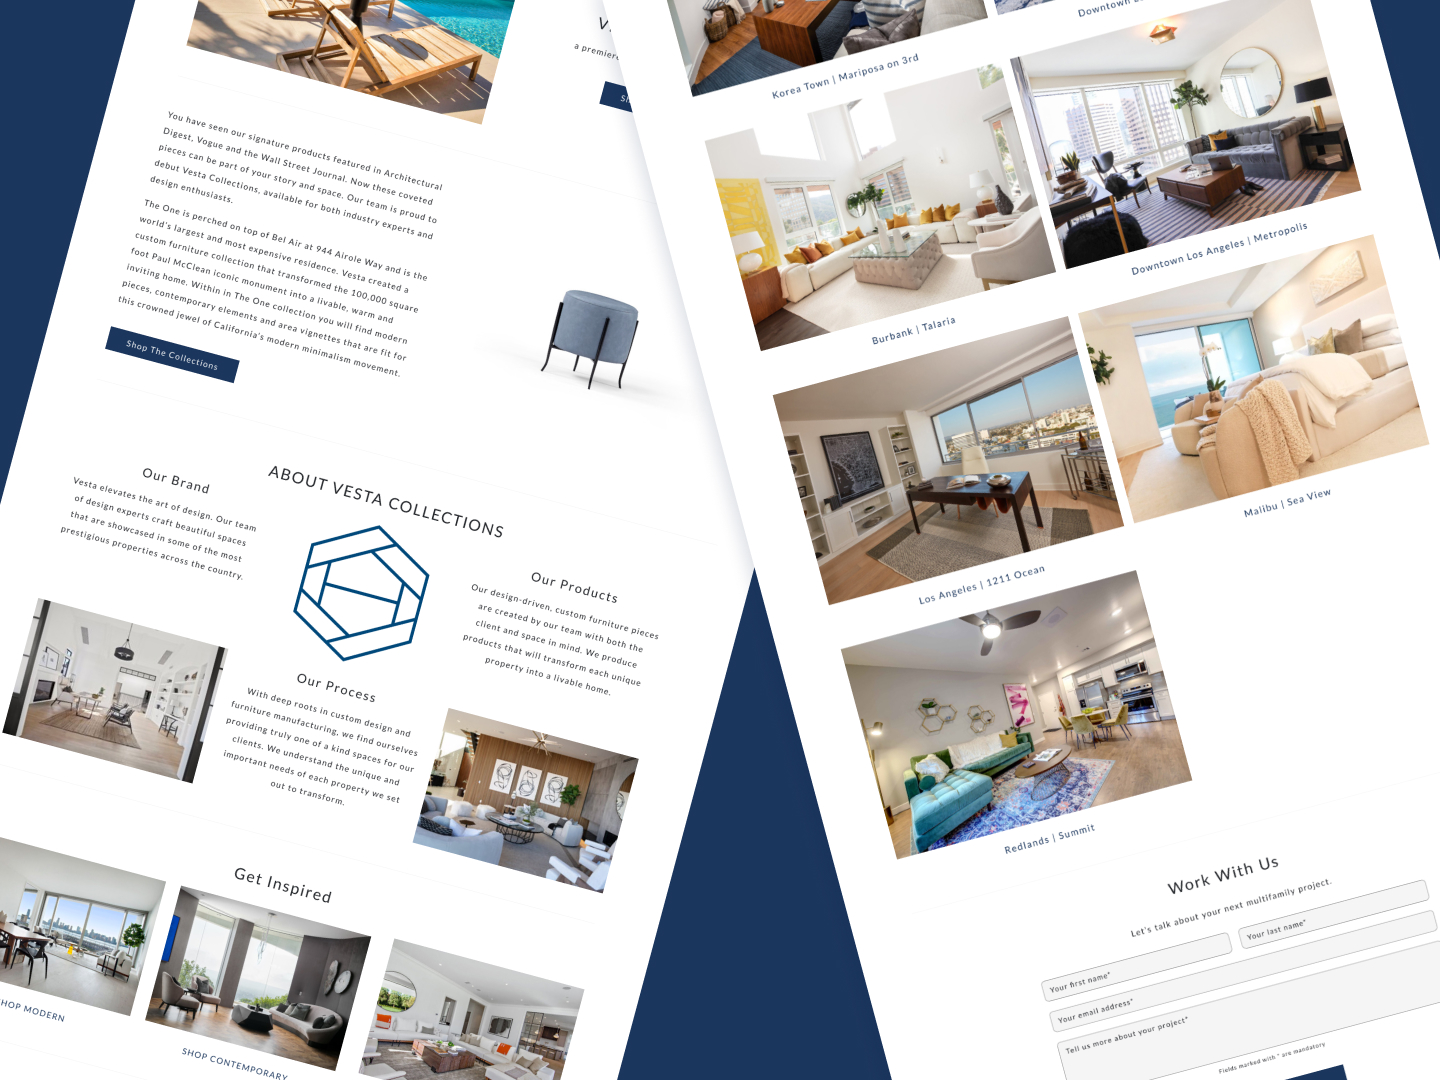 a premiere
You have seen our signature products featured in Architectural
Digest, Vogue and the Wall Street Journal. Now these coveted
pieces can be part of your story and space. Our team is proud to
debut Vesta Collections, available for both industry experts and
design enthusiasts.
The One is perched on top of Bel Air at 944 Airole Way and is the
world's largest and most expensive residence. Vesta created a
custom furniture collection that transformed the 100,000 square
foot Paul McClean iconic monument into a livable, warm and
inviting home. Within in The One collection you will find modern
pieces, contemporary elements and area vignettes that are fit for
this crowned jewel of California's modern minimalism movement.
Shop The Collections
ABOUT VESTA COLLECTIONS
Our Brand
Vesta elevates the art of design. Our team
of design experts craft beautiful spaces
that are showcased in some of the most
prestigious properties across the country.
Our Products
Our design-driven, custom furniture pieces
are created by our team with both the
client and space in mind. We produce
products that will transform each unique
property into a livable home.
Our Process
With deep roots in custom design and
furniture manufacturing, we find ourselves
providing truly one of a kind spaces for our
clients. We understand the unique and
important needs of each property we set
out to transform.
Get Inspired
HOP MODERN
SHOP CONTEMPORARY
Korea Town | Mariposa on 3rd
Downtown
Burbank | Talaria
Downtown Los Angeles | Metropolis
Los Angeles | 1211 Ocean
Malibu | Sea View
Redlands | Summit
Work With Us
Let's talk about your next multifamily project.
Your first name*
Your last name*
Your email address*
Tell us more about your project*
Fields marked with * are mandatory